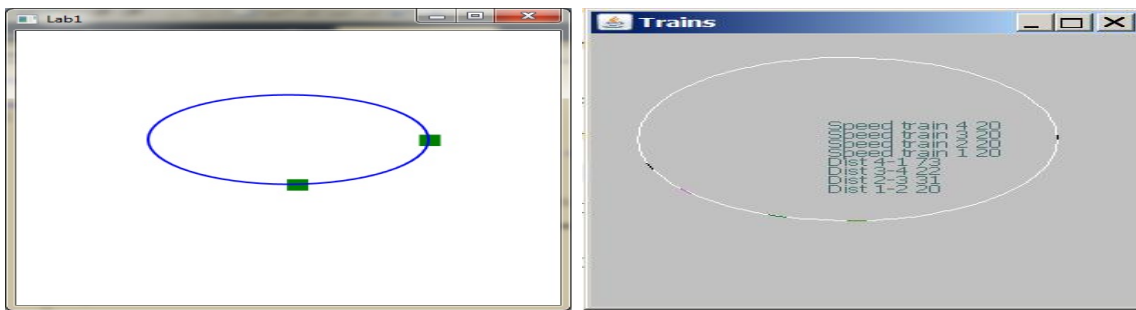 Lab1
Trains
Speed train 4 20
Speed train 3 20
Speed train 2 20
Speed train 1 20
Dist 4-1 73
Dist 3-4 22
Dist 2-3 31
Dist 1-2 20